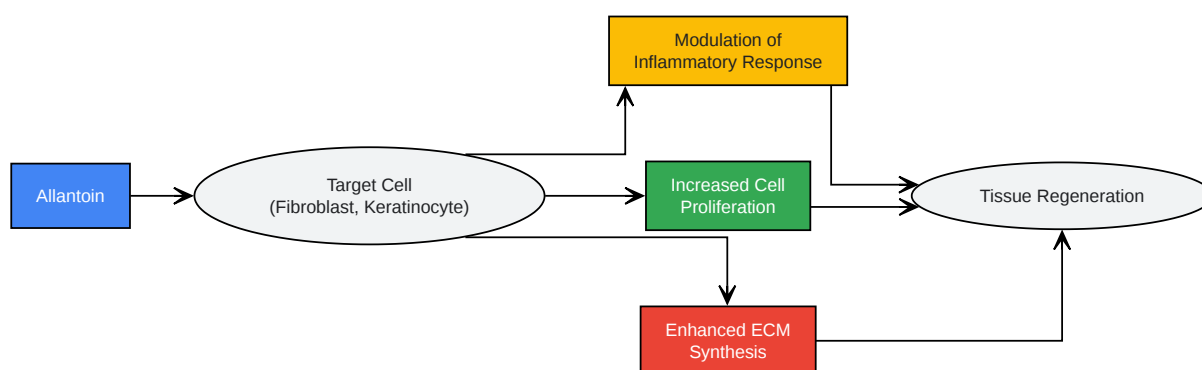 Modulation of
Inflammatory Response
Allantoin
Target Cell
(Fibroblast, Keratinocyte)
Increased Cell
Proliferation
Tissue Regeneration
Enhanced ECM
Synthesis